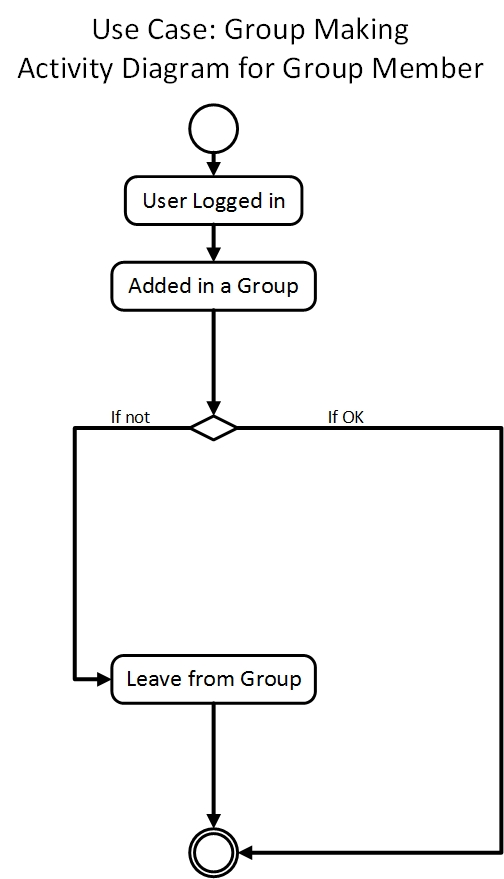 Use Case: Group Making
Activity Diagram for Group Member
User Logged in
Added in a Group
If not
If OK
Leave from Group